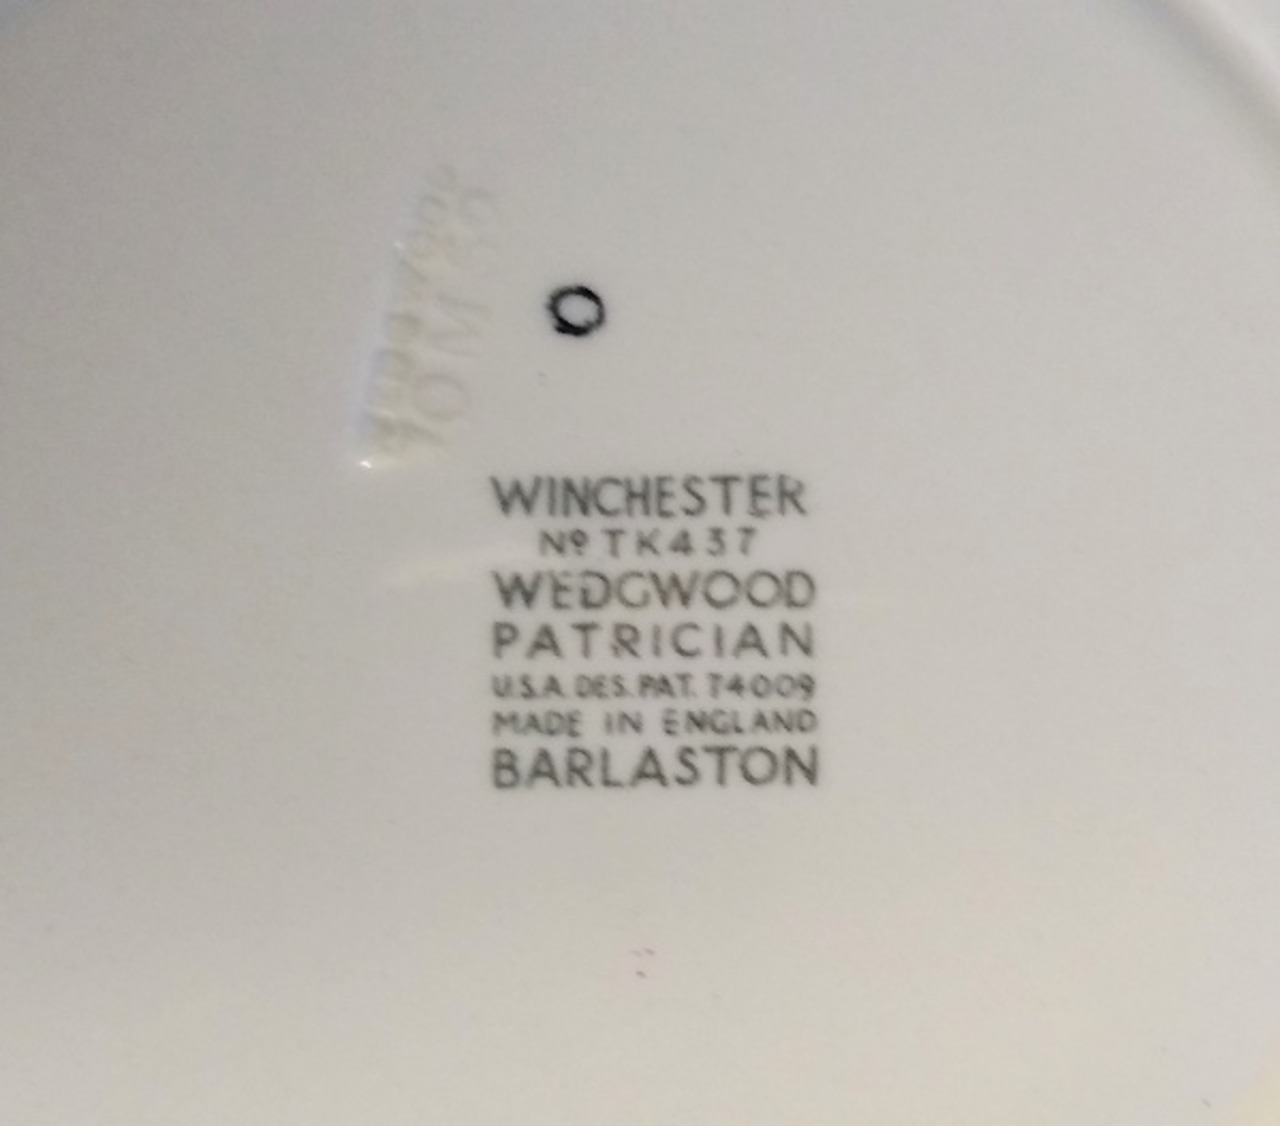 O
WINCHESTER
Nº TK437
WEDGWOOD
PATRICIAN
U.S.A. DES. PAT. 74009
MADE IN ENGLAND
BARLASTON